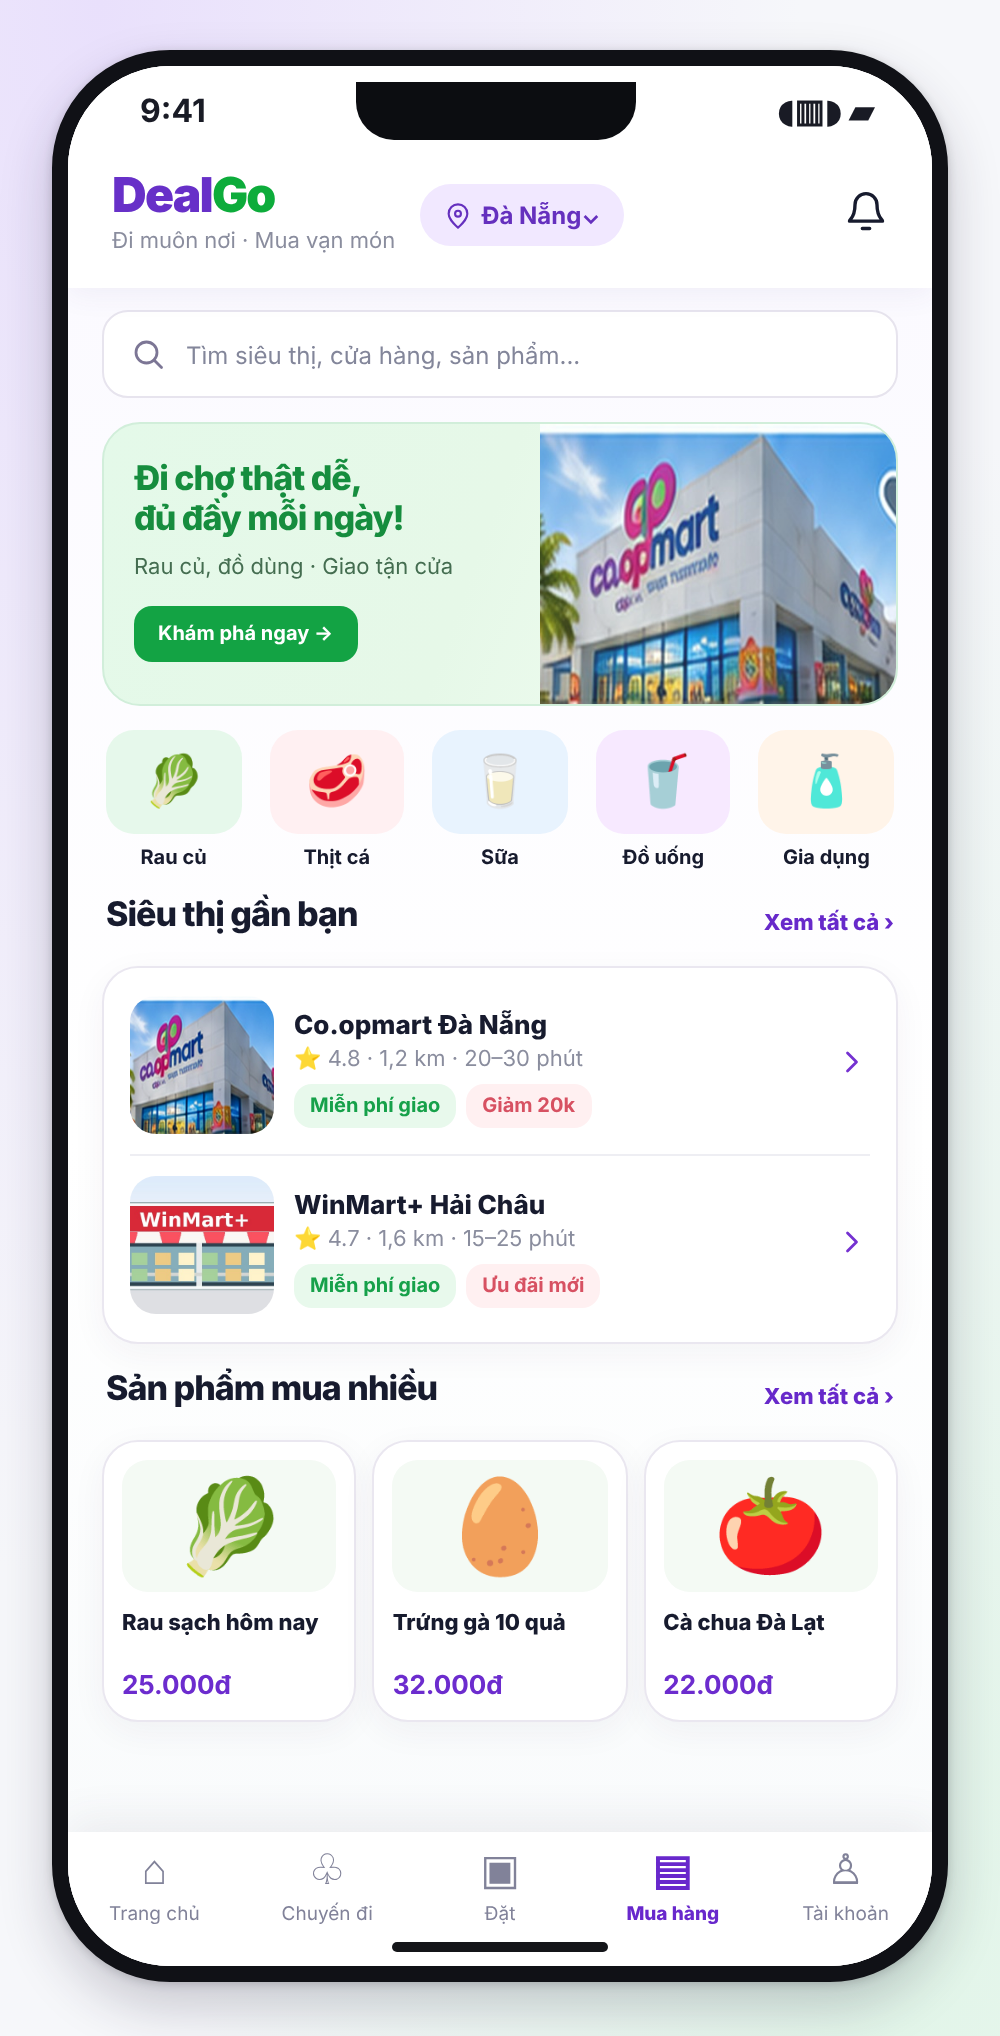 9:41
DealGo
Đi muôn nơi · Mua vạn món
Đà Nẵng
Tìm siêu thị, cửa hàng, sản phẩm...
Đi chợ thật dễ,
đủ đầy mỗi ngày!
Rau củ, đồ dùng · Giao tận cửa
Khám phá ngay →
co.opmart
Rau củ
Thịt cá
Sữa
Đồ uống
Gia dụng
Siêu thị gần bạn
Xem tất cả ›
co.opmart
Co.opmart Đà Nẵng
⭐ 4.8 · 1,2 km · 20–30 phút
Miễn phí giao
Giảm 20k
WinMart+
WinMart+ Hải Châu
⭐ 4.7 · 1,6 km · 15–25 phút
Miễn phí giao
Ưu đãi mới
Sản phẩm mua nhiều
Xem tất cả ›
Rau sạch hôm nay
Trứng gà 10 quả
Cà chua Đà Lạt
25.000đ
32.000đ
22.000đ
Trang chủ
Chuyến đi
Đặt
Mua hàng
Tài khoản